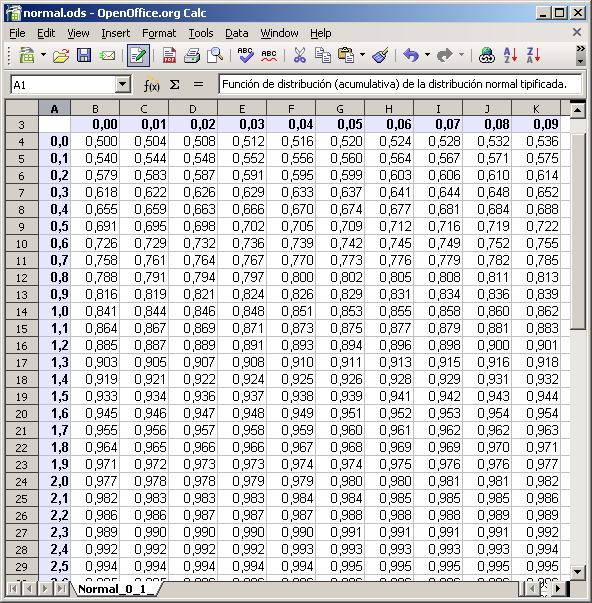 normal.ods - OpenOffice.org Calc
File Edit View Insert Format Tools Data Window Help
A1 f(x) Σ = Función de distribución (acumulativa) de la distribución normal tipificada.
A B C D E F G H I J K
3 0,00 0,01 0,02 0,03 0,04 0,05 0,06 0,07 0,08 0,09
4 0,0 0,500 0,504 0,508 0,512 0,516 0,520 0,524 0,528 0,532 0,536
5 0,1 0,540 0,544 0,548 0,552 0,556 0,560 0,564 0,567 0,571 0,575
6 0,2 0,579 0,583 0,587 0,591 0,595 0,599 0,603 0,606 0,610 0,614
7 0,3 0,618 0,622 0,626 0,629 0,633 0,637 0,641 0,644 0,648 0,652
8 0,4 0,655 0,659 0,663 0,666 0,670 0,674 0,677 0,681 0,684 0,688
9 0,5 0,691 0,695 0,698 0,702 0,705 0,709 0,712 0,716 0,719 0,722
10 0,6 0,726 0,729 0,732 0,736 0,739 0,742 0,745 0,749 0,752 0,755
11 0,7 0,758 0,761 0,764 0,767 0,770 0,773 0,776 0,779 0,782 0,785
12 0,8 0,788 0,791 0,794 0,797 0,800 0,802 0,805 0,808 0,811 0,813
13 0,9 0,816 0,819 0,821 0,824 0,826 0,829 0,831 0,834 0,836 0,839
14 1,0 0,841 0,844 0,846 0,848 0,851 0,853 0,855 0,858 0,860 0,862
15 1,1 0,864 0,867 0,869 0,871 0,873 0,875 0,877 0,879 0,881 0,883
16 1,2 0,885 0,887 0,889 0,891 0,893 0,894 0,896 0,898 0,900 0,901
17 1,3 0,903 0,905 0,907 0,908 0,910 0,911 0,913 0,915 0,916 0,918
18 1,4 0,919 0,921 0,922 0,924 0,925 0,926 0,928 0,929 0,931 0,932
19 1,5 0,933 0,934 0,936 0,937 0,938 0,939 0,941 0,942 0,943 0,944
20 1,6 0,945 0,946 0,947 0,948 0,949 0,951 0,952 0,953 0,954 0,954
21 1,7 0,955 0,956 0,957 0,958 0,959 0,960 0,961 0,962 0,962 0,963
22 1,8 0,964 0,965 0,966 0,966 0,967 0,968 0,969 0,969 0,970 0,971
23 1,9 0,971 0,972 0,973 0,973 0,974 0,974 0,975 0,976 0,976 0,977
24 2,0 0,977 0,978 0,978 0,979 0,979 0,980 0,980 0,981 0,981 0,982
25 2,1 0,982 0,983 0,983 0,983 0,984 0,984 0,985 0,985 0,985 0,986
26 2,2 0,986 0,986 0,987 0,987 0,987 0,988 0,988 0,988 0,989 0,989
27 2,3 0,989 0,990 0,990 0,990 0,990 0,991 0,991 0,991 0,991 0,992
28 2,4 0,992 0,992 0,992 0,992 0,993 0,993 0,993 0,993 0,993 0,994
29 2,5 0,994 0,994 0,994 0,994 0,994 0,995 0,995 0,995 0,995 0,995
Normal_0_1_